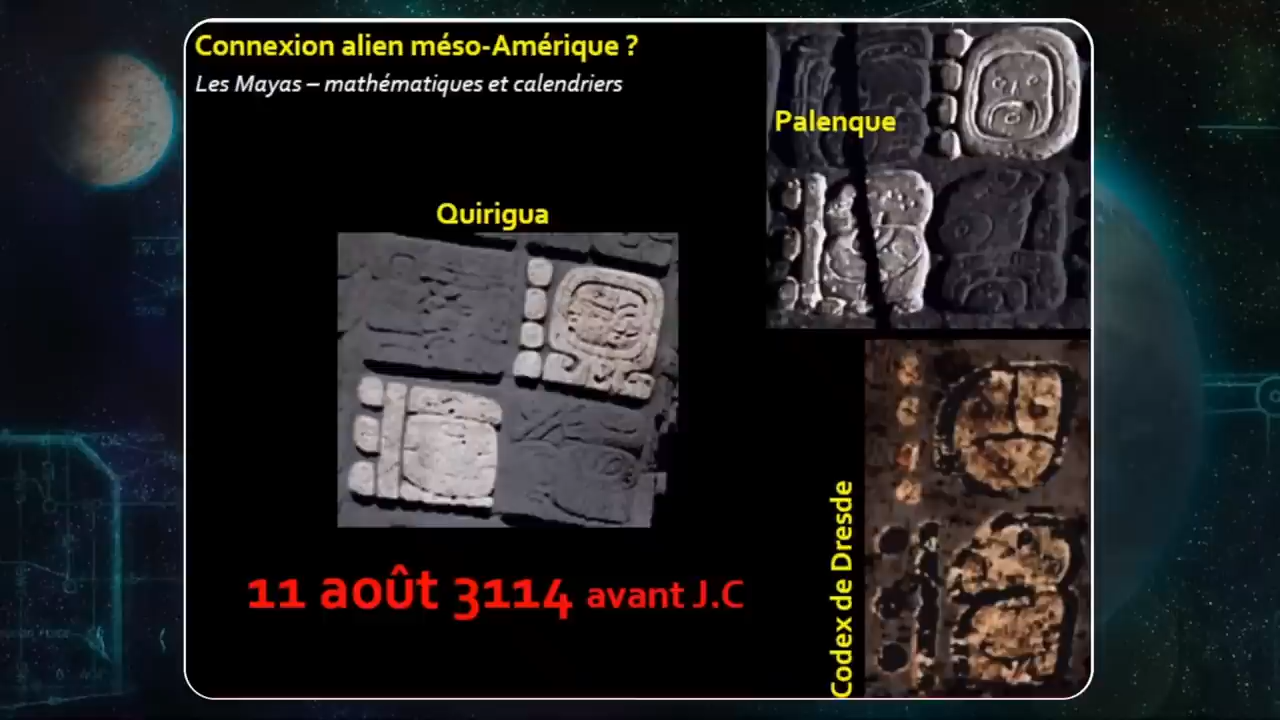 Connexion alien méso-Amérique ?
Les Mayas – mathématiques et calendriers
Palenque
Quirigua
11 août 3114 avant J.C
Codex de Dresde